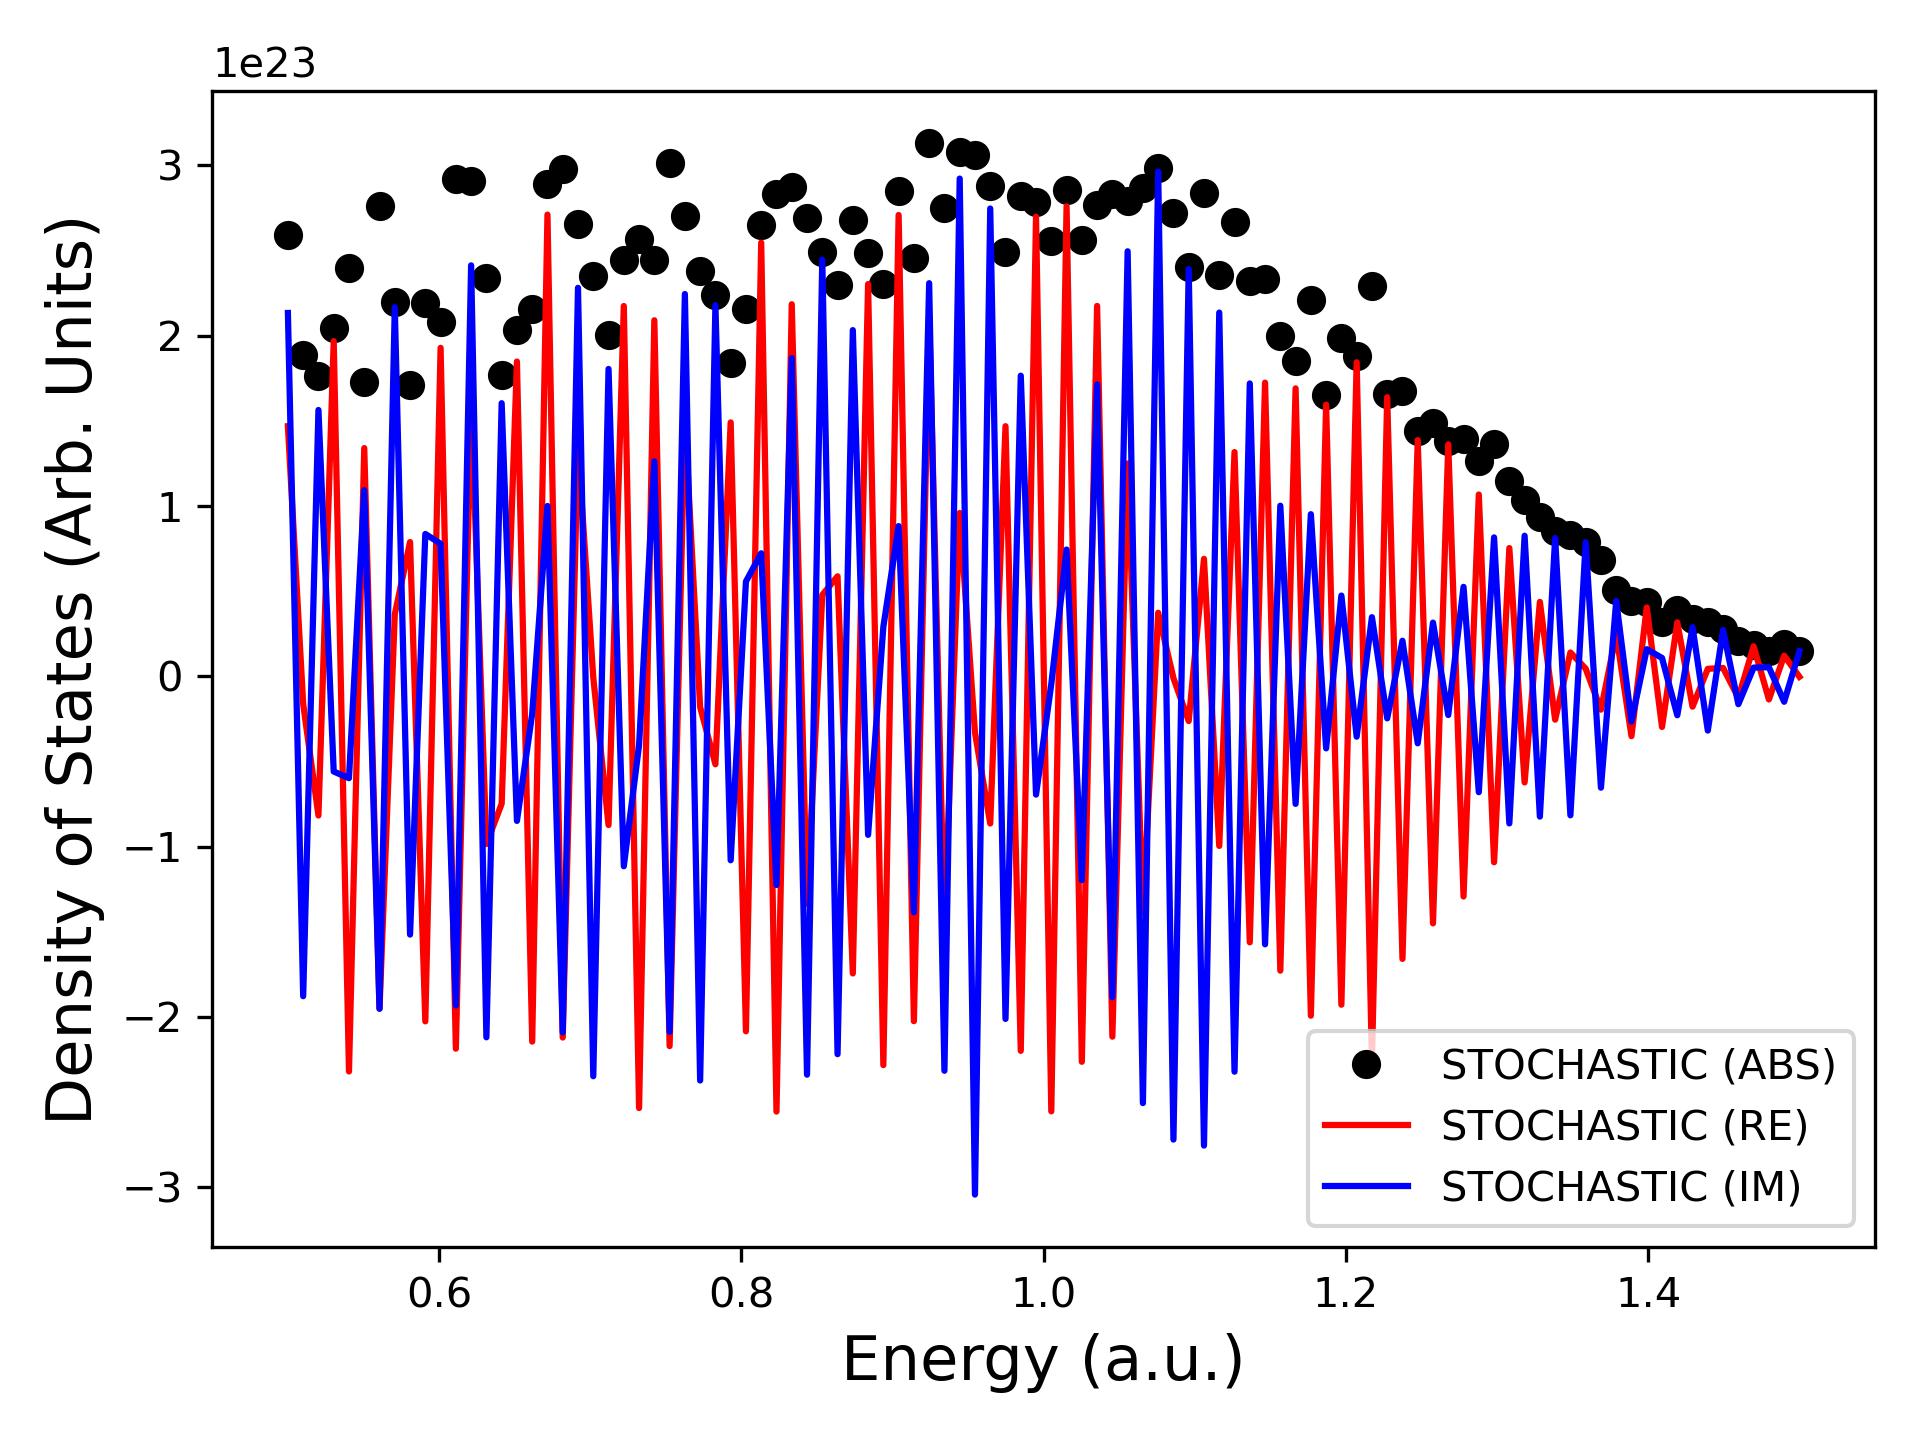 1e23
Density of States (Arb. Units)
3
2
1
0
−1
−2
−3
STOCHASTIC (ABS)
STOCHASTIC (RE)
STOCHASTIC (IM)
0.6 0.8 1.0 1.2 1.4
Energy (a.u.)